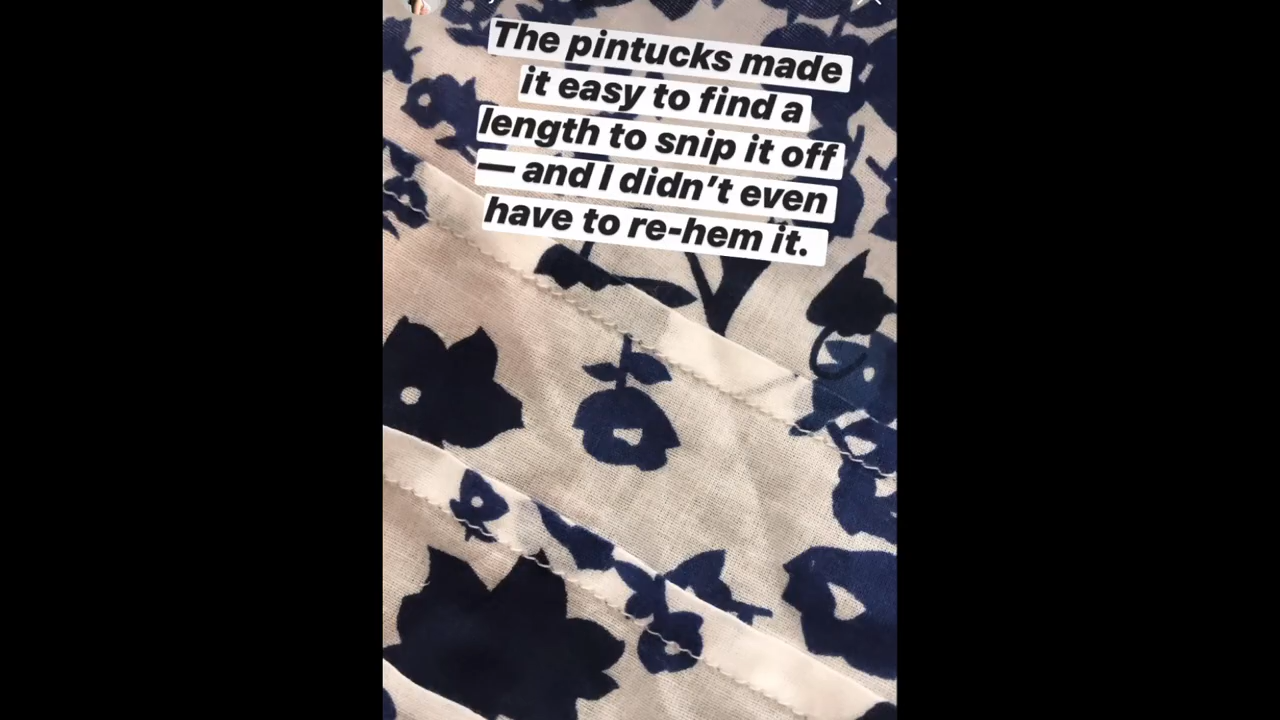 The pintucks made
it easy to find a
length to snip it off
— and I didn't even
have to re-hem it.